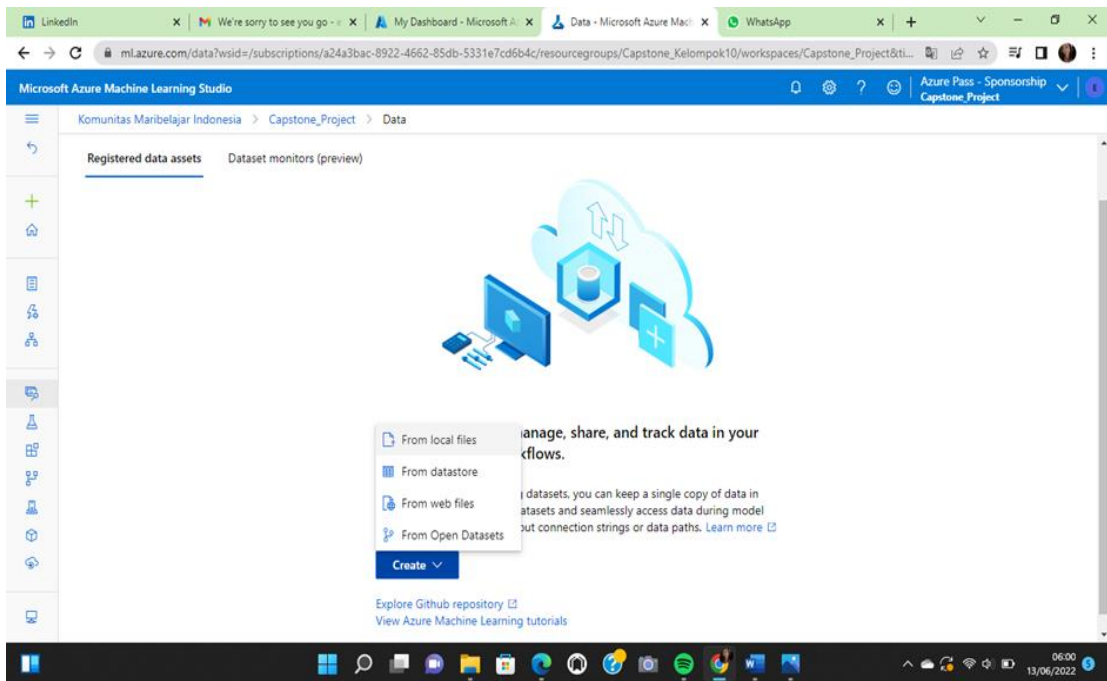 LinkedIn
We're sorry to see you go -
My Dashboard - Microsoft A
Data - Microsoft Azure Mach
WhatsApp
ml.azure.com/data?wsid=/subscriptions/a24a3bac-8922-4662-85db-5331e7cd6b4c/resourcegroups/Capstone_Kelompok10/workspaces/Capstone_Project&ti...
Microsoft Azure Machine Learning Studio
Azure Pass - Sponsorship
Capstone_Project
Komunitas Maribelajar Indonesia > Capstone_Project > Data
Registered data assets Dataset monitors (preview)
anage, share, and track data in your
kflows.
datasets, you can keep a single copy of data in
atasets and seamlessly access data during model
out connection strings or data paths. Learn more
From local files
From datastore
From web files
From Open Datasets
Create
Explore Github repository
View Azure Machine Learning tutorials
06:00
13/06/2022